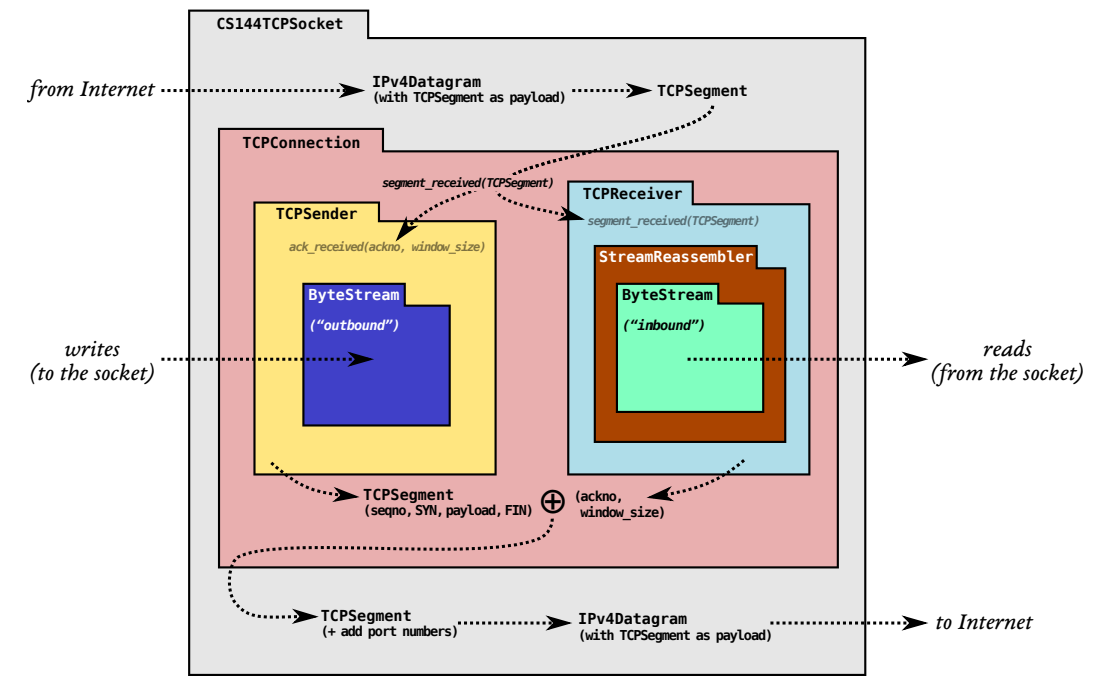 CS144TCPSocket
from Internet
IPv4Datagram
(with TCPSegment as payload)
TCPSegment
TCPConnection
segment_received(TCPSegment)
TCPSender
ack_received(ackno, window_size)
ByteStream
(“outbound”)
TCPReceiver
segment_received(TCPSegment)
StreamReassembler
ByteStream
(“inbound”)
writes
(to the socket)
reads
(from the socket)
TCPSegment
(seqno, SYN, payload, FIN)
(ackno,
window_size)
TCPSegment
(+ add port numbers)
IPv4Datagram
(with TCPSegment as payload)
to Internet